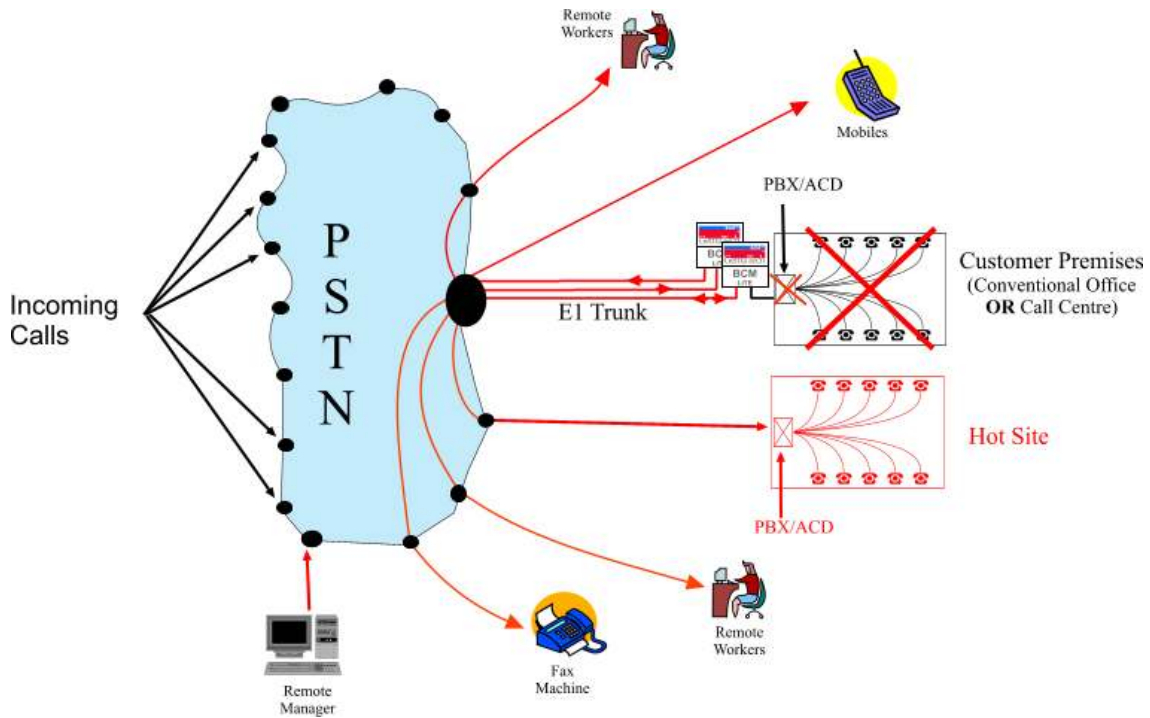 Remote
Workers
Mobiles
PBX/ACD
P
S
T
N
BCM
LITE
Customer Premises
(Conventional Office
OR Call Centre)
Incoming
Calls
E1 Trunk
Hot Site
PBX/ACD
Remote
Workers
Fax
Machine
Remote
Manager